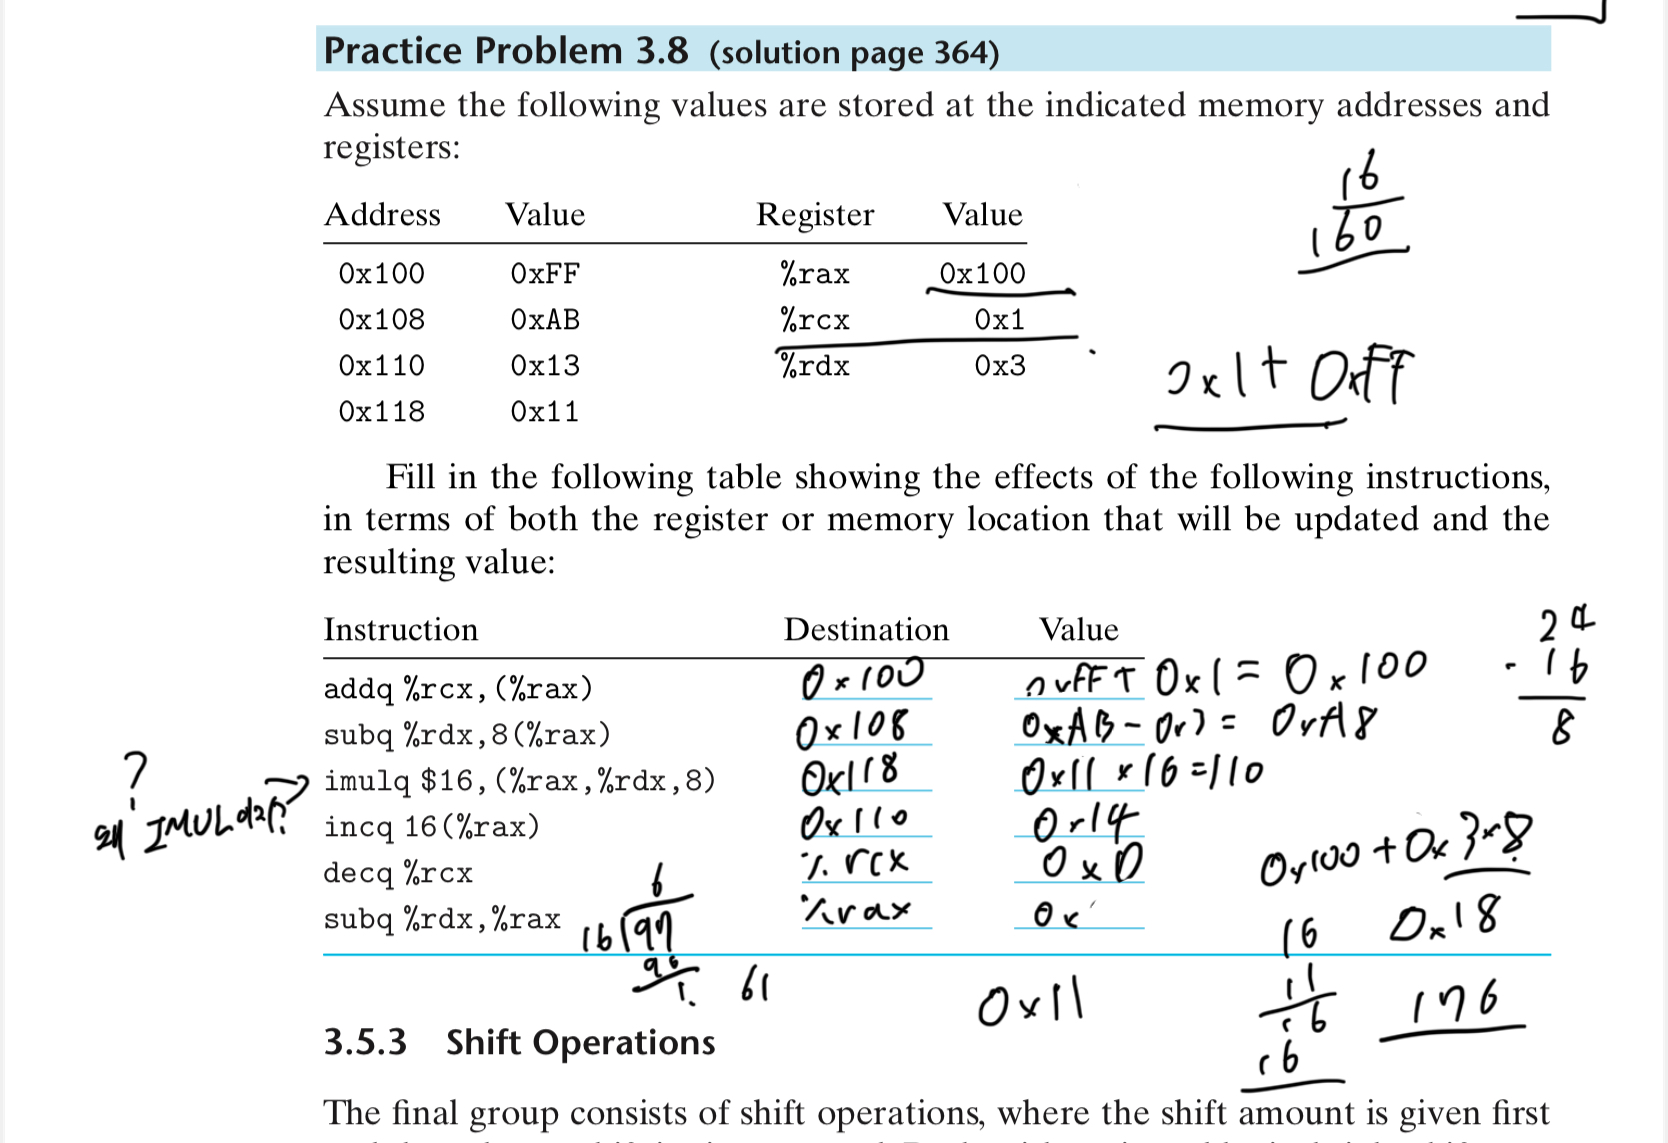 Practice Problem 3.8 (solution page 364)
Assume the following values are stored at the indicated memory addresses and
registers:
16
160
Address Value Register Value
0x100 0xFF %rax 0x100
0x108 0xAB %rcx 0x1
0x110 0x13 %rdx 0x3
0x118 0x11
0x1 + 0xFF
Fill in the following table showing the effects of the following instructions,
in terms of both the register or memory location that will be updated and the
resulting value:
Instruction Destination Value
addq %rcx,(%rax) 0x100 0xFF + 0x1 = 0x100
subq %rdx,8(%rax) 0x108 0xAB - 0x3 = 0xA8
imulq $16,(%rax,%rdx,8) 0x118 0x11 * 16 = 110
incq 16(%rax) 0x110 0x14
decq %rcx %rcx 0x0
subq %rdx,%rax %rax 0x
24
- 16
8
?
왜 IMUL
0x100 + 0x3*8
0x18
6
16 97
96
1.
61
0x11
16
11
16
16
176
3.5.3 Shift Operations
The final group consists of shift operations, where the shift amount is given first